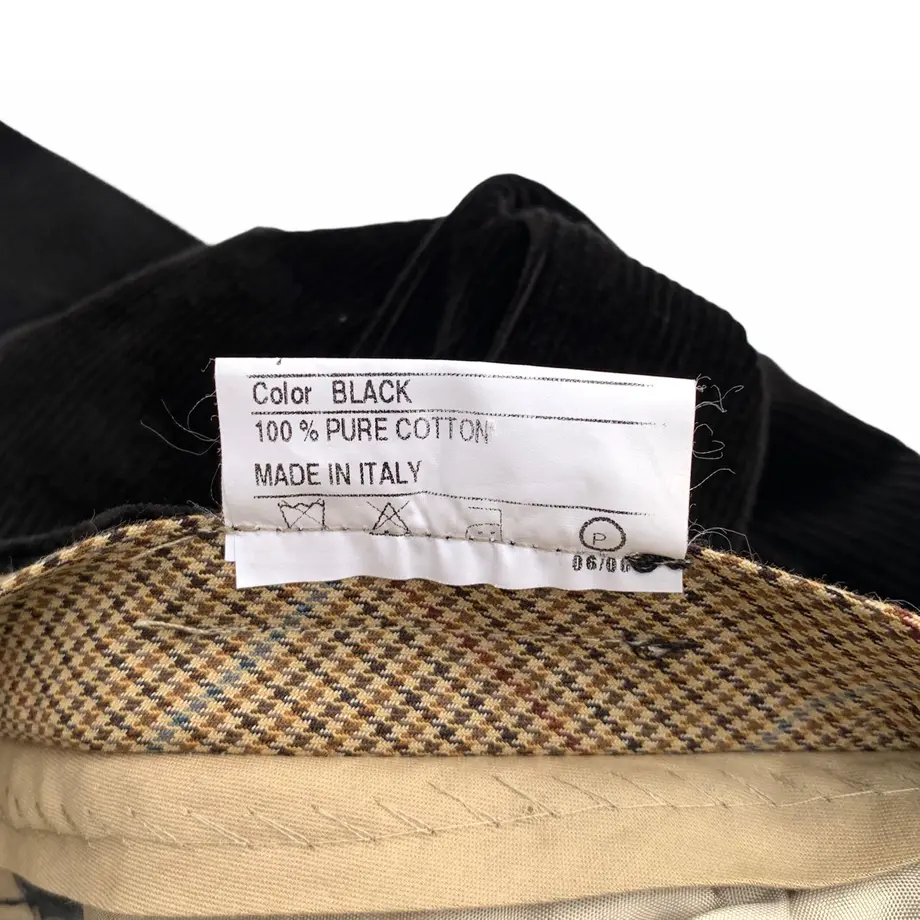 Color BLACK
100 % PURE COTTON
MADE IN ITALY
P